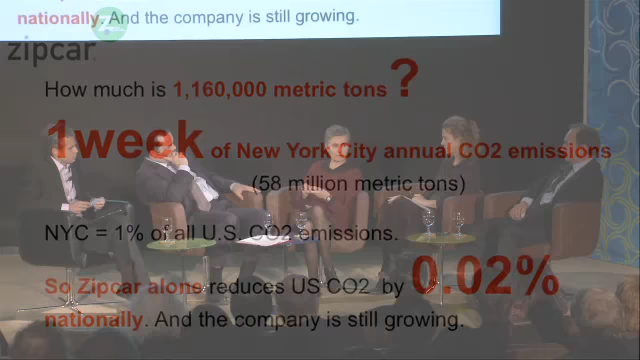 nationally. And the company is still growing.
zipcar
How much is 1,160,000 metric tons ?
1week of New York City annual CO2 emissions
(58 million metric tons)
NYC = 1% of all U.S. CO2 emissions.
So Zipcar alone reduces US CO2 by 0.02%
nationally. And the company is still growing.